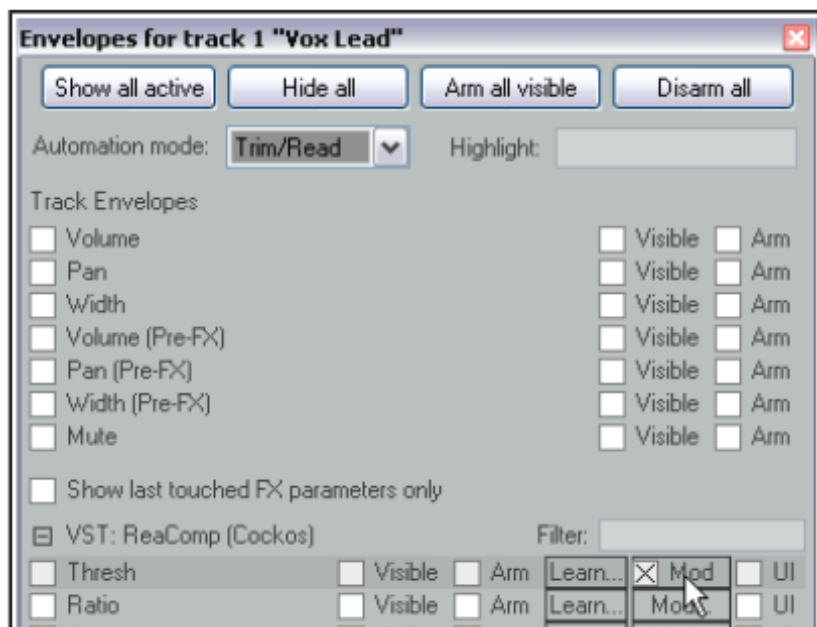 Envelopes for track 1 "Vox Lead"
Show all active Hide all Arm all visible Disarm all
Automation mode: Trim/Read Highlight:
Track Envelopes
Volume Visible Arm
Pan Visible Arm
Width Visible Arm
Volume (Pre-FX) Visible Arm
Pan (Pre-FX) Visible Arm
Width (Pre-FX) Visible Arm
Mute Visible Arm
Show last touched FX parameters only
VST: ReaComp (Cockos) Filter:
Thresh Visible Arm Learn... Mod UI
Ratio Visible Arm Learn... UI